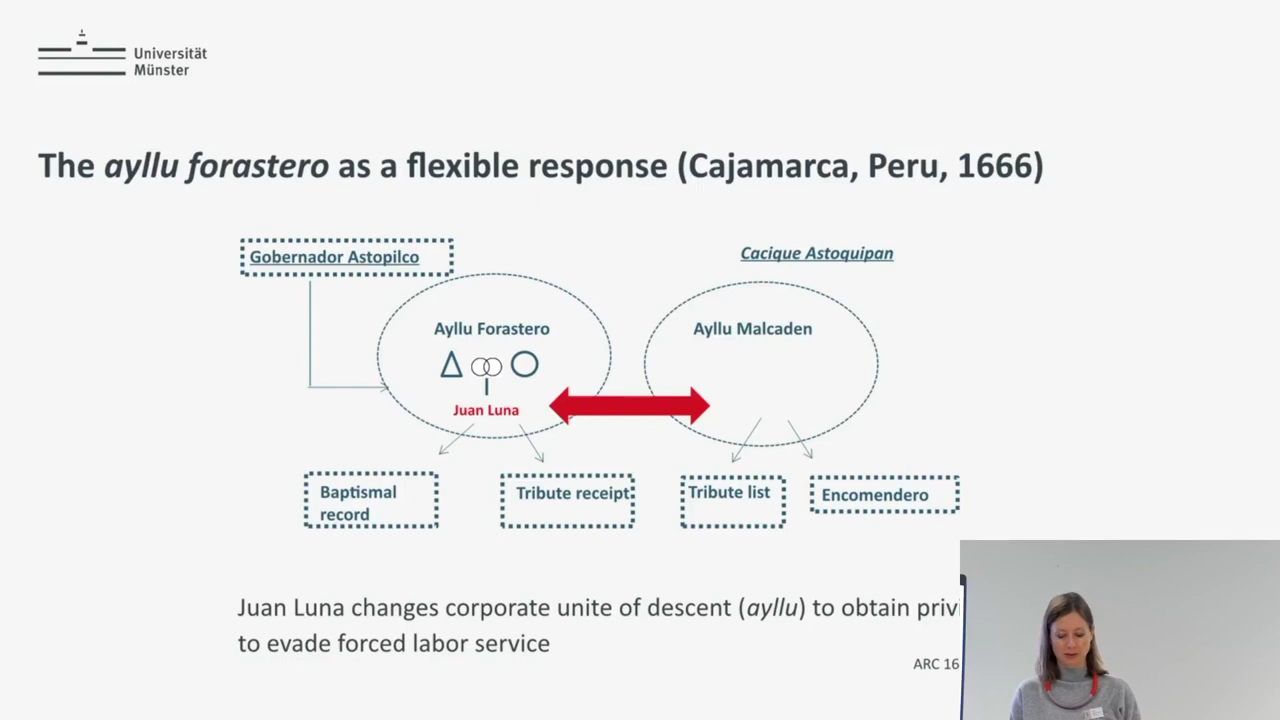 Universität
Münster
The ayllu forastero as a flexible response (Cajamarca, Peru, 1666)
Gobernador Astopilco
Cacique Astoquipan
Ayllu Forastero
Ayllu Malcaden
Juan Luna
Baptismal
record
Tribute receipt
Tribute list
Encomendero
Juan Luna changes corporate unite of descent (ayllu) to obtain privi
to evade forced labor service
ARC 16